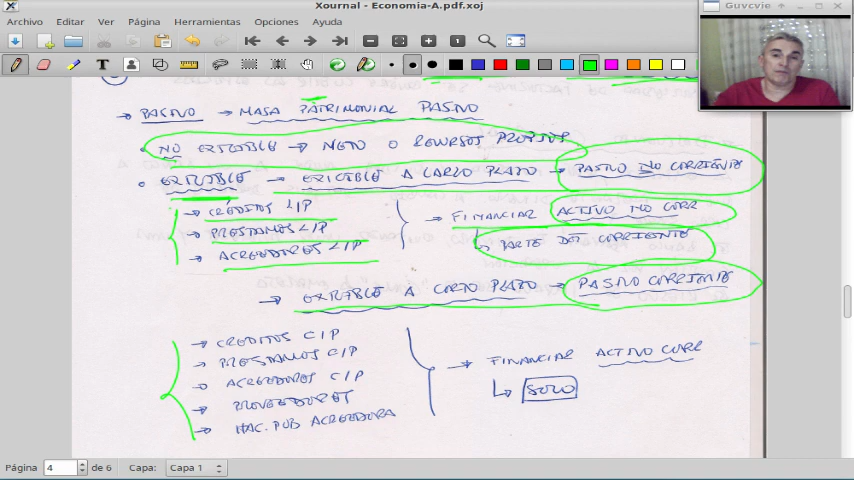 Xournal - Economia-A.pdf.xoj
Guvcvie
Archivo Editar Ver Página Herramientas Opciones Ayuda
→ PASIVO → MASA PATRIMONIAL PASIVO
• NO EXIGIBLE → NETO O RECURSOS PROPIOS
• EXIGIBLE → EXIGIBLE A LARGO PLAZO → PASIVO NO CORRIENTE
→ CRÉDITOS L/P
→ PRESTAMOS L/P
→ ACREEDORES L/P
→ FINANCIAR ACTIVO NO CORR
↳ PARTE DEL CORRIENTE
→ EXIGIBLE A CORTO PLAZO → PASIVO CORRIENTE
→ CREDITOS C/P
→ PRESTAMOS C/P
→ ACREEDORES C/P
→ PROVEEDORES
→ HAC. PUB ACREEDORA
→ FINANCIAR ACTIVO CORR
↳ SOLO
Página 4 de 6 Capa: Capa 1